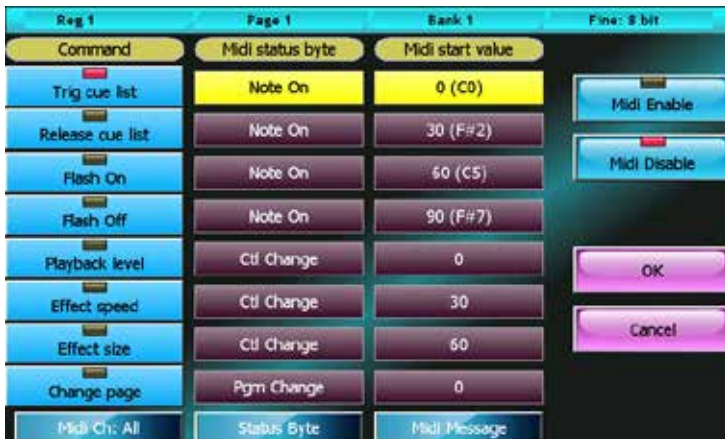 Reg 1 Page 1 Bank 1 Fine: 8 bit
Command Midi status byte Midi start value
Trig cue list Note On 0 (C0)
Midi Enable
Release cue list Note On 30 (F#2)
Midi Disable
Flash On Note On 60 (C5)
Flash Off Note On 90 (F#7)
Playback level Ctl Change 0
OK
Effect speed Ctl Change 30
Cancel
Effect size Ctl Change 60
Change page Pgm Change 0
Midi Ch: All Status Byte Midi Message